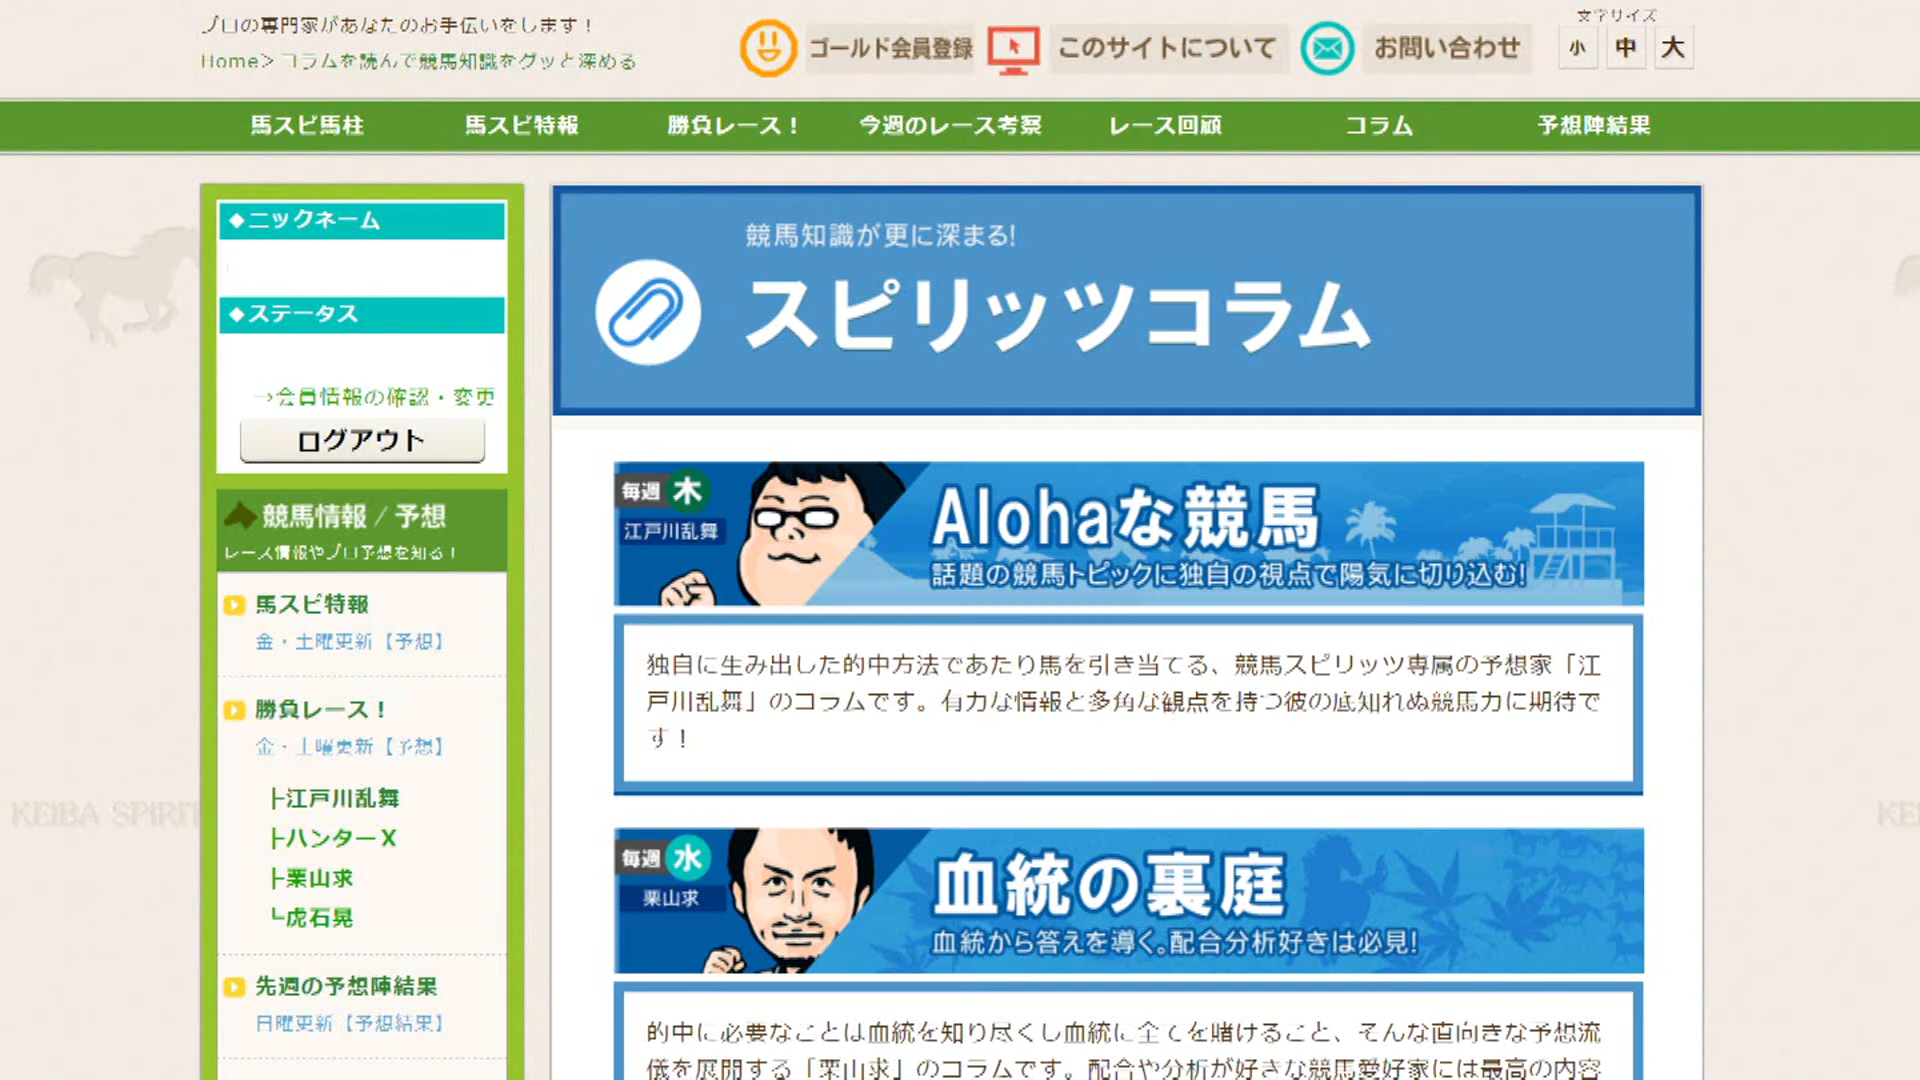 プロの専門家があなたのお手伝いをします！
Home> コラムを読んで競馬知識をグッと深める
ゴールド会員登録
このサイトについて
お問い合わせ
文字サイズ
小 中 大
馬スピ馬柱 馬スピ特報 勝負レース！ 今週のレース考察 レース回顧 コラム 予想陣結果
◆ニックネーム
◆ステータス
→会員情報の確認・変更
ログアウト
競馬情報 / 予想
レース情報やプロ予想を知る！
馬スピ特報
金・土曜更新【予想】
勝負レース！
金・土曜更新【予想】
├江戸川乱舞
├ハンターX
├栗山求
└虎石晃
先週の予想陣結果
日曜更新【予想結果】
競馬知識が更に深まる!
スピリッツコラム
毎週 木
江戸川乱舞
Alohaな競馬
話題の競馬トピックに独自の視点で陽気に切り込む!
独自に生み出した的中方法であたり馬を引き当てる、競馬スピリッツ専属の予想家「江
戸川乱舞」のコラムです。有力な情報と多角な観点を持つ彼の底知れぬ競馬力に期待で
す！
毎週 水
栗山求
血統の裏庭
血統から答えを導く。配合分析好きは必見!
的中に必要なことは血統を知り尽くし血統に全てを賭けること、そんな直向きな予想流
儀を展開する「栗山求」のコラムです。配合や分析が好きな競馬愛好家には最高の内容
KEIBA SPIRIT
KE